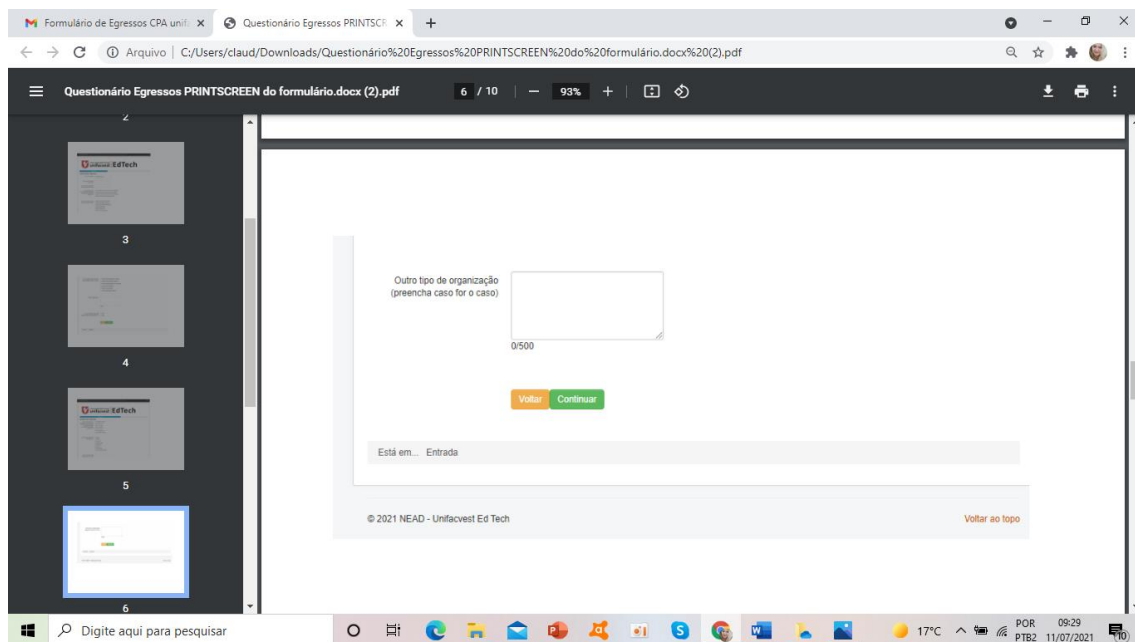 Formulário de Egressos CPA unif
Questionário Egressos PRINTSCR
Arquivo | C:/Users/claud/Downloads/Questionário%20Egressos%20PRINTSCREEN%20do%20formulário.docx%20(2).pdf
Questionário Egressos PRINTSCREEN do formulário.docx (2).pdf
6 / 10
93%
2
Unifacvest EdTech
3
4
Unifacvest EdTech
5
6
Outro tipo de organização
(preencha caso for o caso)
0/500
Voltar Continuar
Está em... Entrada
© 2021 NEAD - Unifacvest Ed Tech
Voltar ao topo
Digite aqui para pesquisar
17°C
POR
PTB2
09:29
11/07/2021